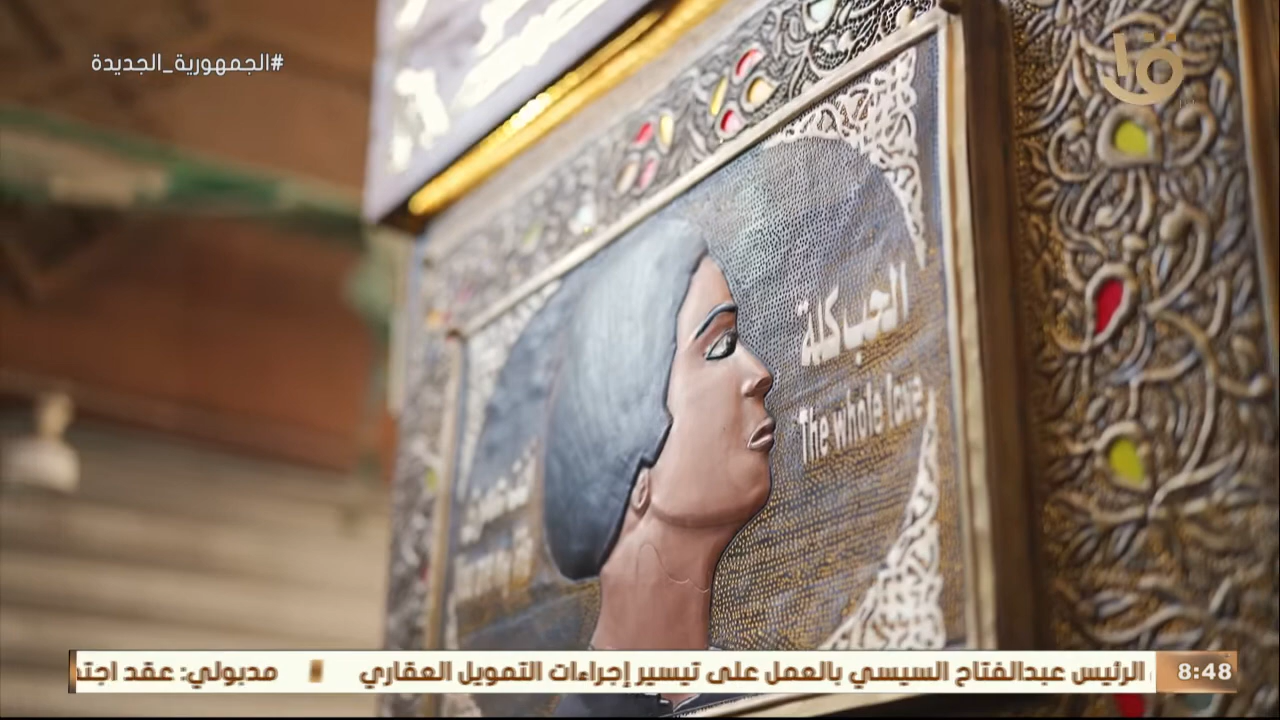 #الجمهورية_الجديدة
الحب كله
The whole love
8:48
الرئيس عبدالفتاح السيسي بالعمل على تيسير إجراءات التمويل العقاري
مدبولي: عقد